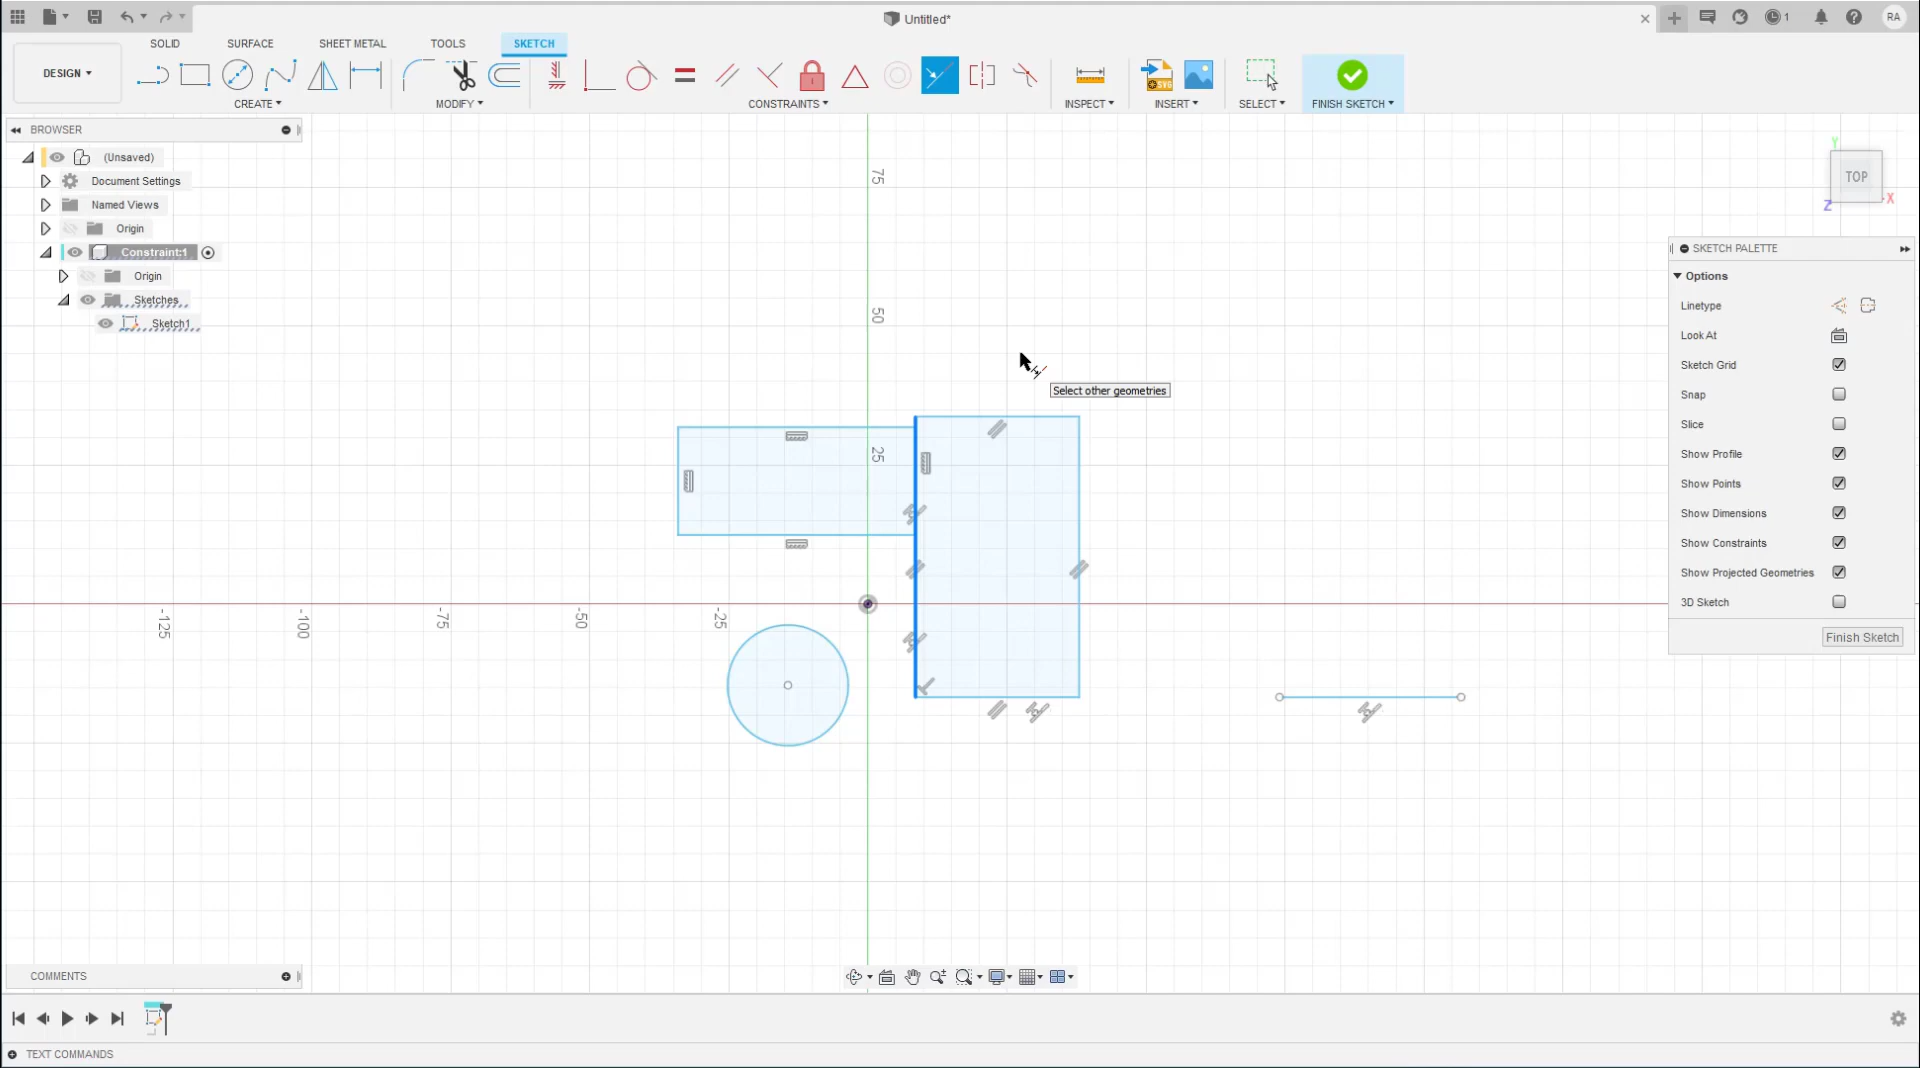 Untitled*
1
RA
SOLID
SURFACE
SHEET METAL
TOOLS
SKETCH
DESIGN
CREATE
MODIFY
CONSTRAINTS
INSPECT
INSERT
SELECT
FINISH SKETCH
BROWSER
(Unsaved)
Document Settings
Named Views
Origin
Constraint:1
Origin
Sketches
Sketch1
75
50
25
-125
-100
-75
-50
-25
Select other geometries
Y
TOP
X
Z
SKETCH PALETTE
Options
Linetype
Look At
Sketch Grid
Snap
Slice
Show Profile
Show Points
Show Dimensions
Show Constraints
Show Projected Geometries
3D Sketch
Finish Sketch
COMMENTS
TEXT COMMANDS